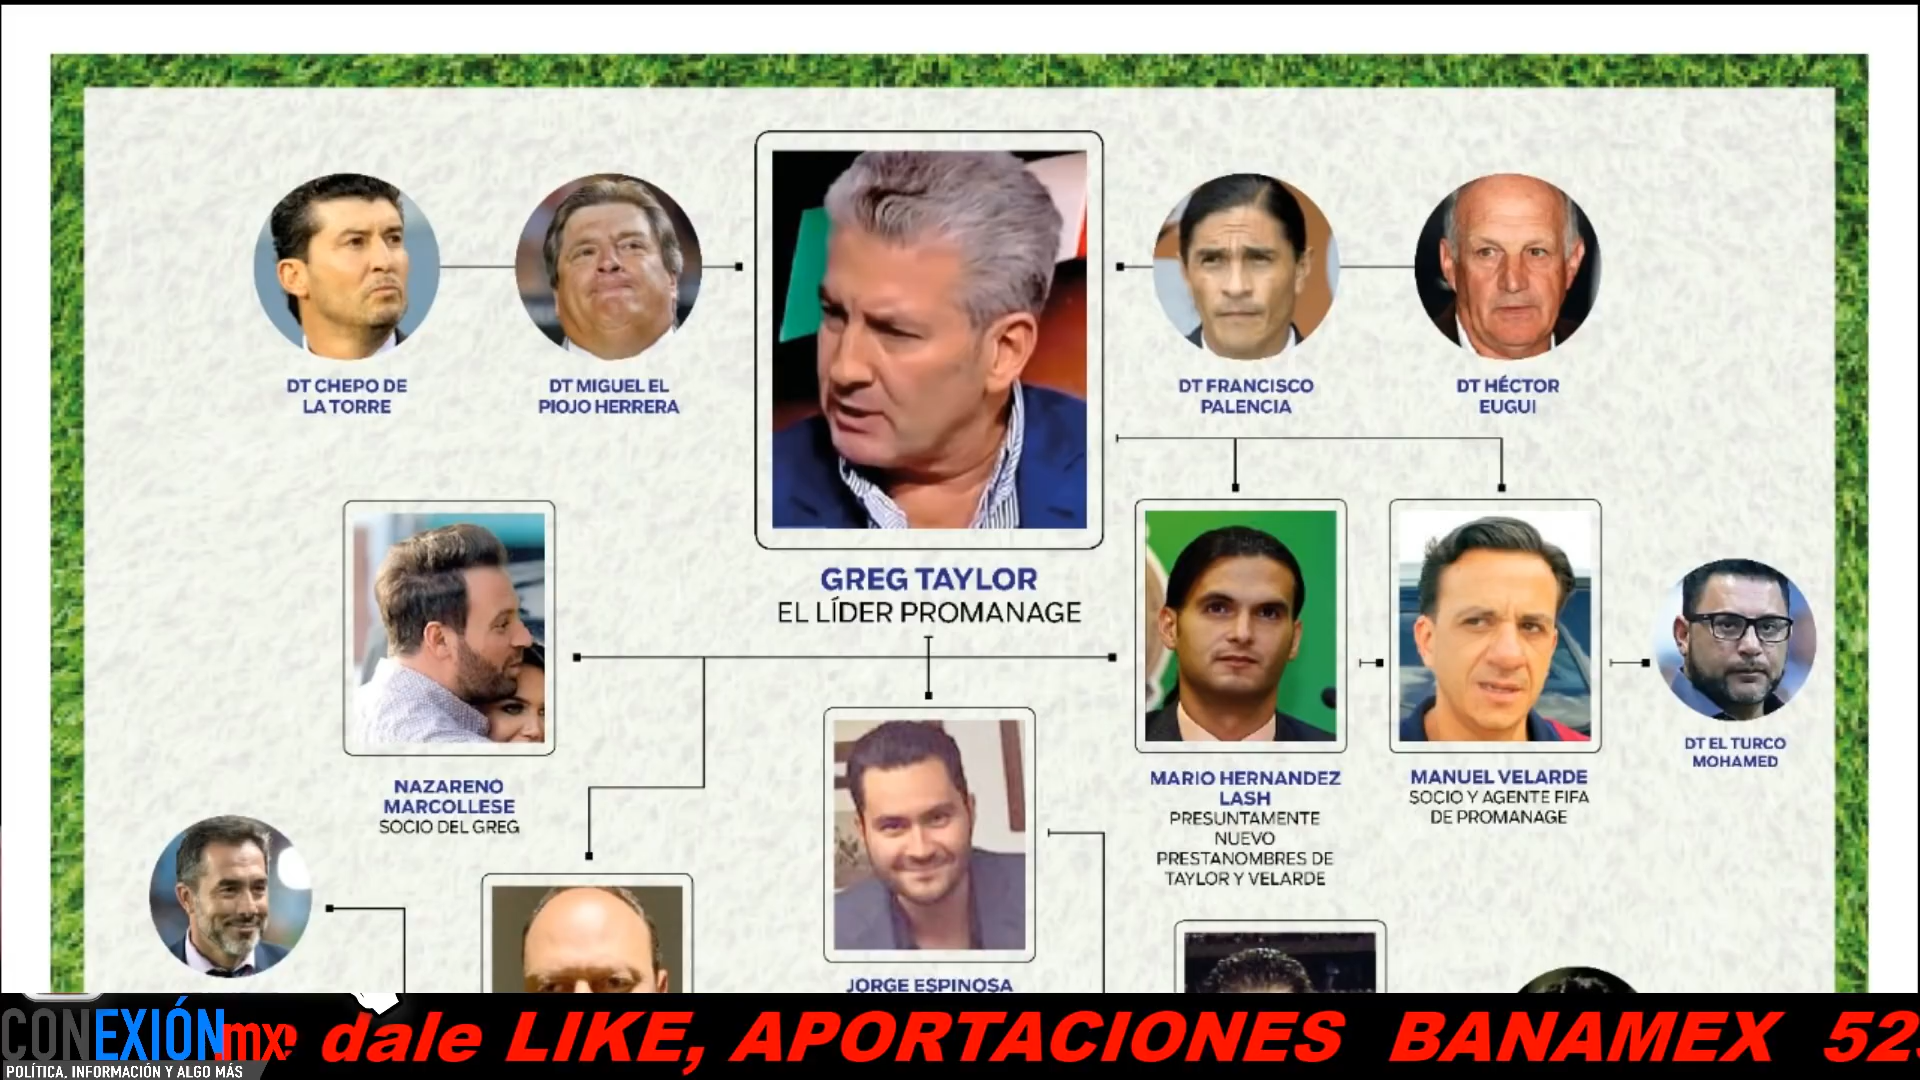 DT CHEPO DE
LA TORRE
DT MIGUEL EL
PIOJO HERRERA
DT FRANCISCO
PALENCIA
DT HÉCTOR
EUGUI
GREG TAYLOR
EL LÍDER PROMANAGE
NAZARENO
MARCOLLESE
SOCIO DEL GREG
MARIO HERNANDEZ
LASH
PRESUNTAMENTE
NUEVO
PRESTANOMBRES DE
TAYLOR Y VELARDE
MANUEL VELARDE
SOCIO Y AGENTE FIFA
DE PROMANAGE
DT EL TURCO
MOHAMED
JORGE ESPINOSA
dale LIKE, APORTACIONES BANAMEX
CONEXIÓN mx
POLÍTICA, INFORMACIÓN Y ALGO MÁS